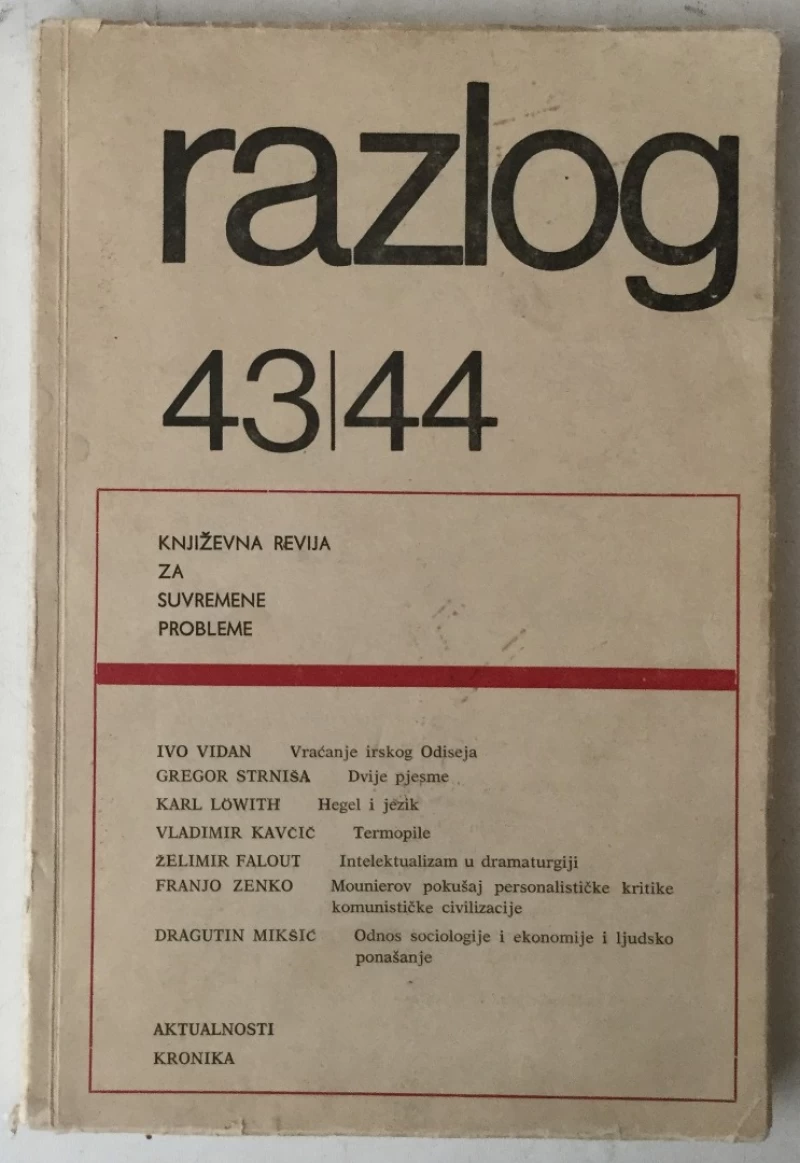 razlog
43|44
KNJIŽEVNA REVIJA
ZA
SUVREMENE
PROBLEME
IVO VIDAN Vraćanje irskog Odiseja
GREGOR STRNIŠA Dvije pjesme
KARL LÖWITH Hegel i jezik
VLADIMIR KAVČIČ Termopile
ŽELIMIR FALOUT Intelektualizam u dramaturgiji
FRANJO ZENKO Mounierov pokušaj personalističke kritike
komunističke civilizacije
DRAGUTIN MIKŠIĆ Odnos sociologije i ekonomije i ljudsko
ponašanje
AKTUALNOSTI
KRONIKA